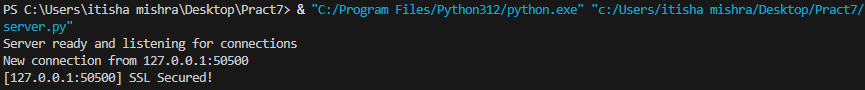 PS C:\Users\itisha mishra\Desktop\Pract7> & "C:/Program Files/Python312/python.exe" "c:/Users/itisha mishra/Desktop/Pract7/
server.py"
Server ready and listening for connections
New connection from 127.0.0.1:50500
[127.0.0.1:50500] SSL Secured!